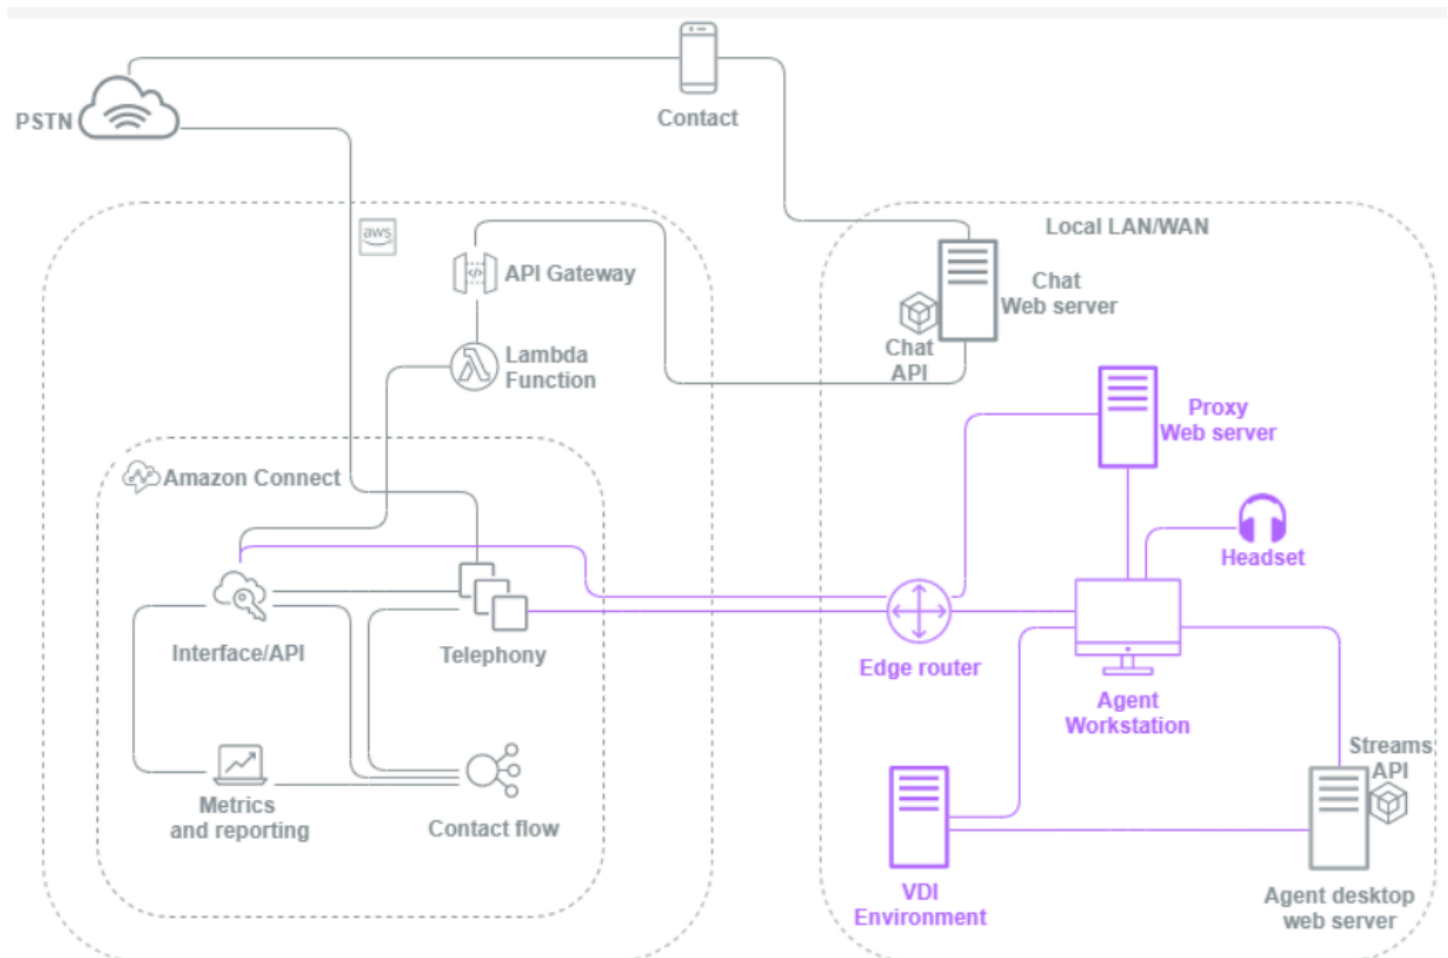 PSTN
Contact
aws
API Gateway
Lambda
Function
Amazon Connect
Interface/API
Telephony
Metrics
and reporting
Contact flow
Local LAN/WAN
Chat
Web server
Chat
API
Proxy
Web server
Headset
Edge router
Agent
Workstation
Streams
API
VDI
Environment
Agent desktop
web server